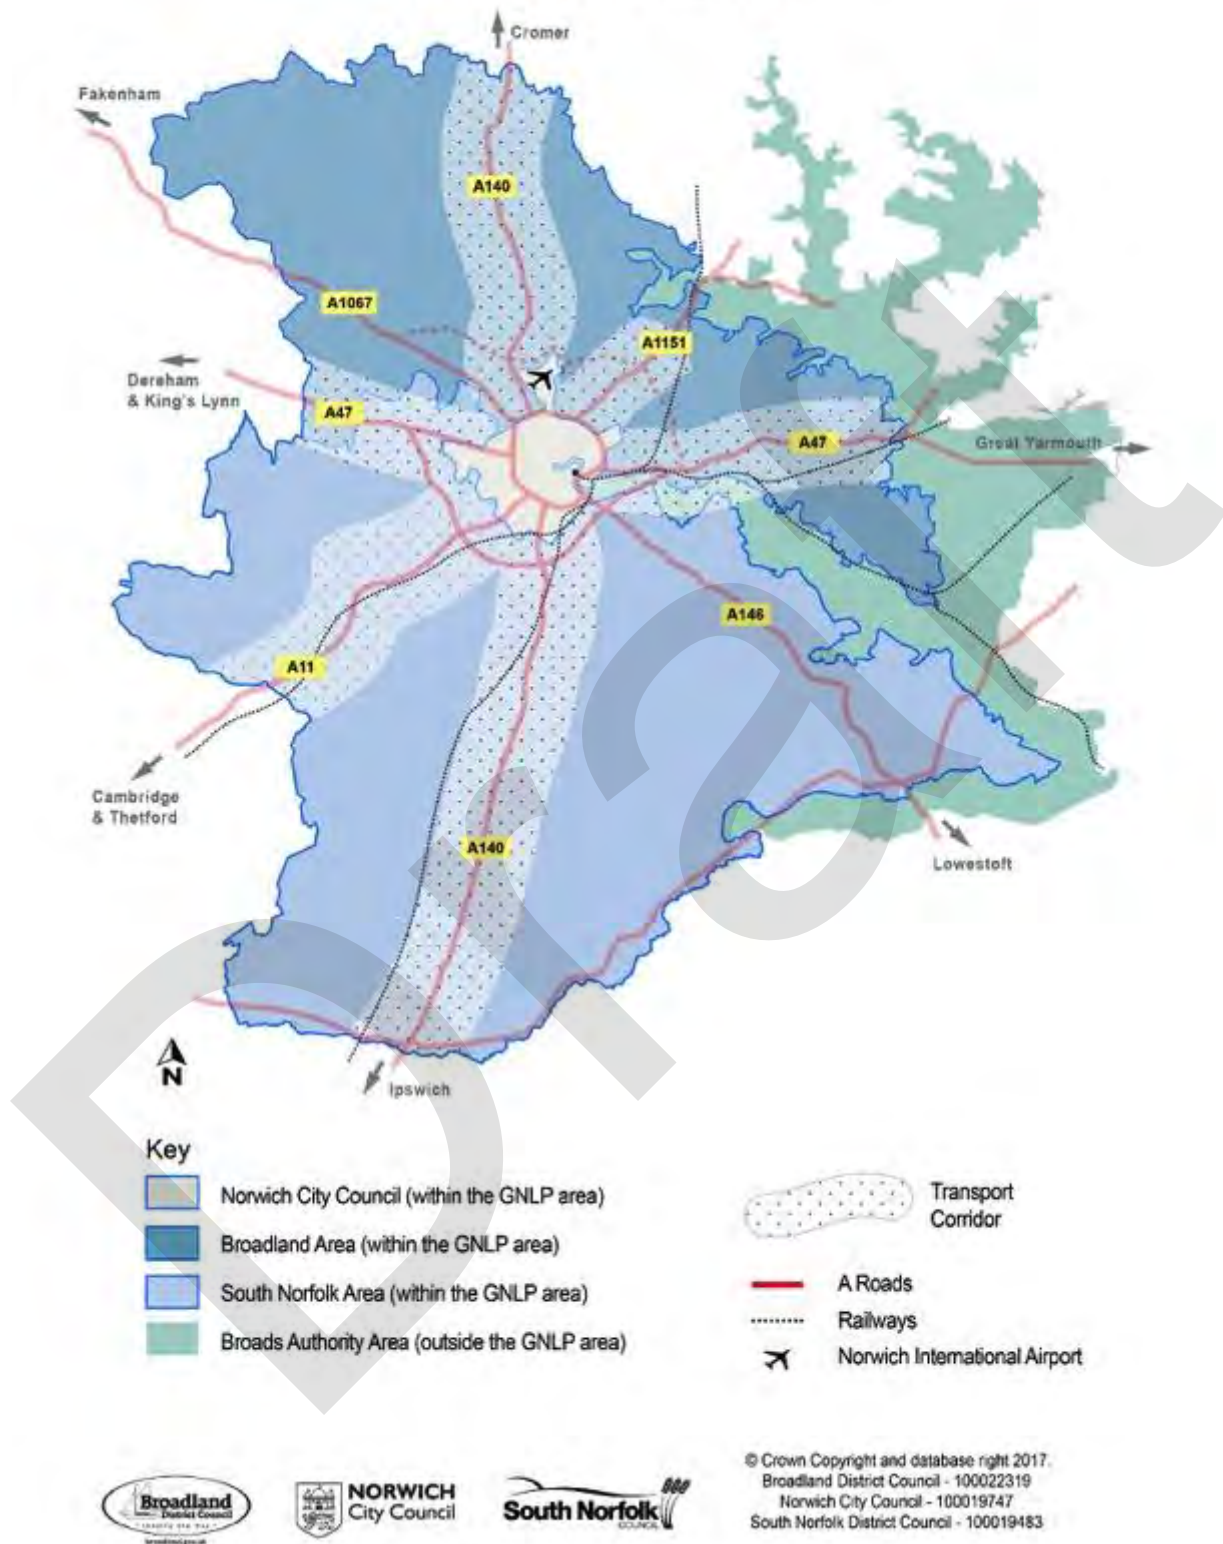 Cromer
Fakenham
A140
A1067
A1151
Dereham
& King's Lynn
A47
A47
Great Yarmouth
A146
A11
Cambridge
& Thetford
A140
Lowestoft
N
Ipswich
Draft
Key
Norwich City Council (within the GNLP area)
Broadland Area (within the GNLP area)
South Norfolk Area (within the GNLP area)
Broads Authority Area (outside the GNLP area)
Transport
Corridor
A Roads
Railways
Norwich International Airport
Broadland
District Council
NORWICH
City Council
South Norfolk
COUNCIL
© Crown Copyright and database right 2017.
Broadland District Council - 100022319
Norwich City Council - 100019747
South Norfolk District Council - 100019483